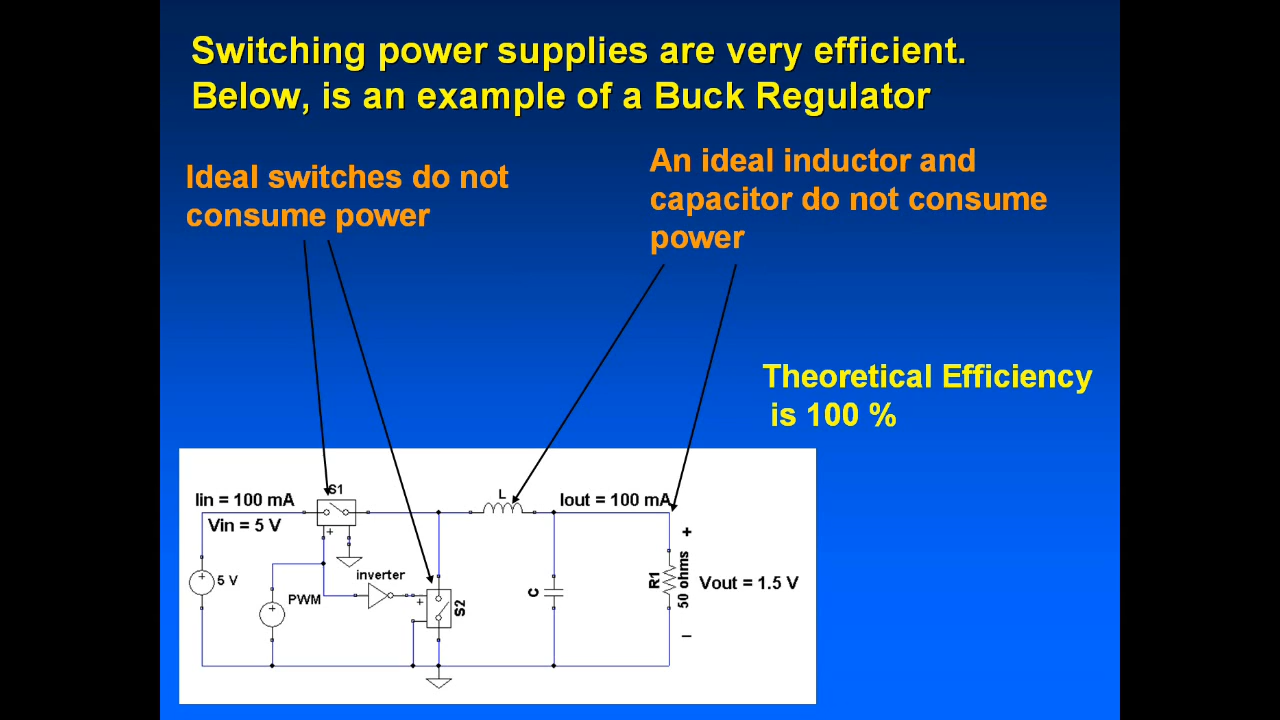 Switching power supplies are very efficient.
Below, is an example of a Buck Regulator
Ideal switches do not
consume power
An ideal inductor and
capacitor do not consume
power
Theoretical Efficiency
is 100 %
Iin = 100 mA
S1
L
Iout = 100 mA
Vin = 5 V
+
+
inverter
+
5 V
PWM
+
+
S2
C
R1
50 ohms
Vout = 1.5 V
–